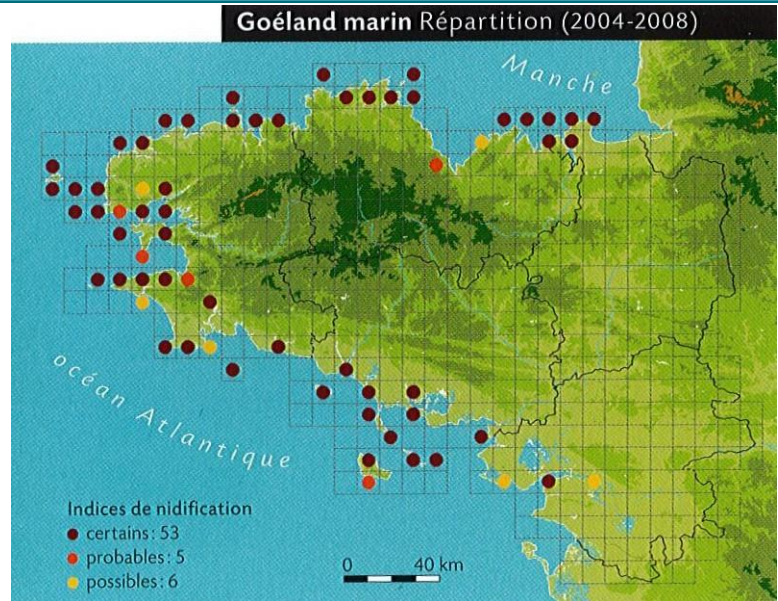 Goéland marin Répartition (2004-2008)
Manche
océan Atlantique
Indices de nidification
certains : 53
probables : 5
possibles : 6
0 40 km